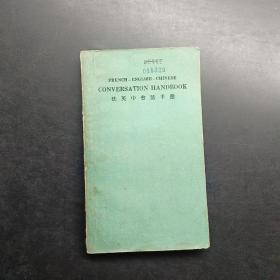 FRENCH-ENGLISH-CHINESE
CONVERSATION HANDBOOK
法英中會話手冊